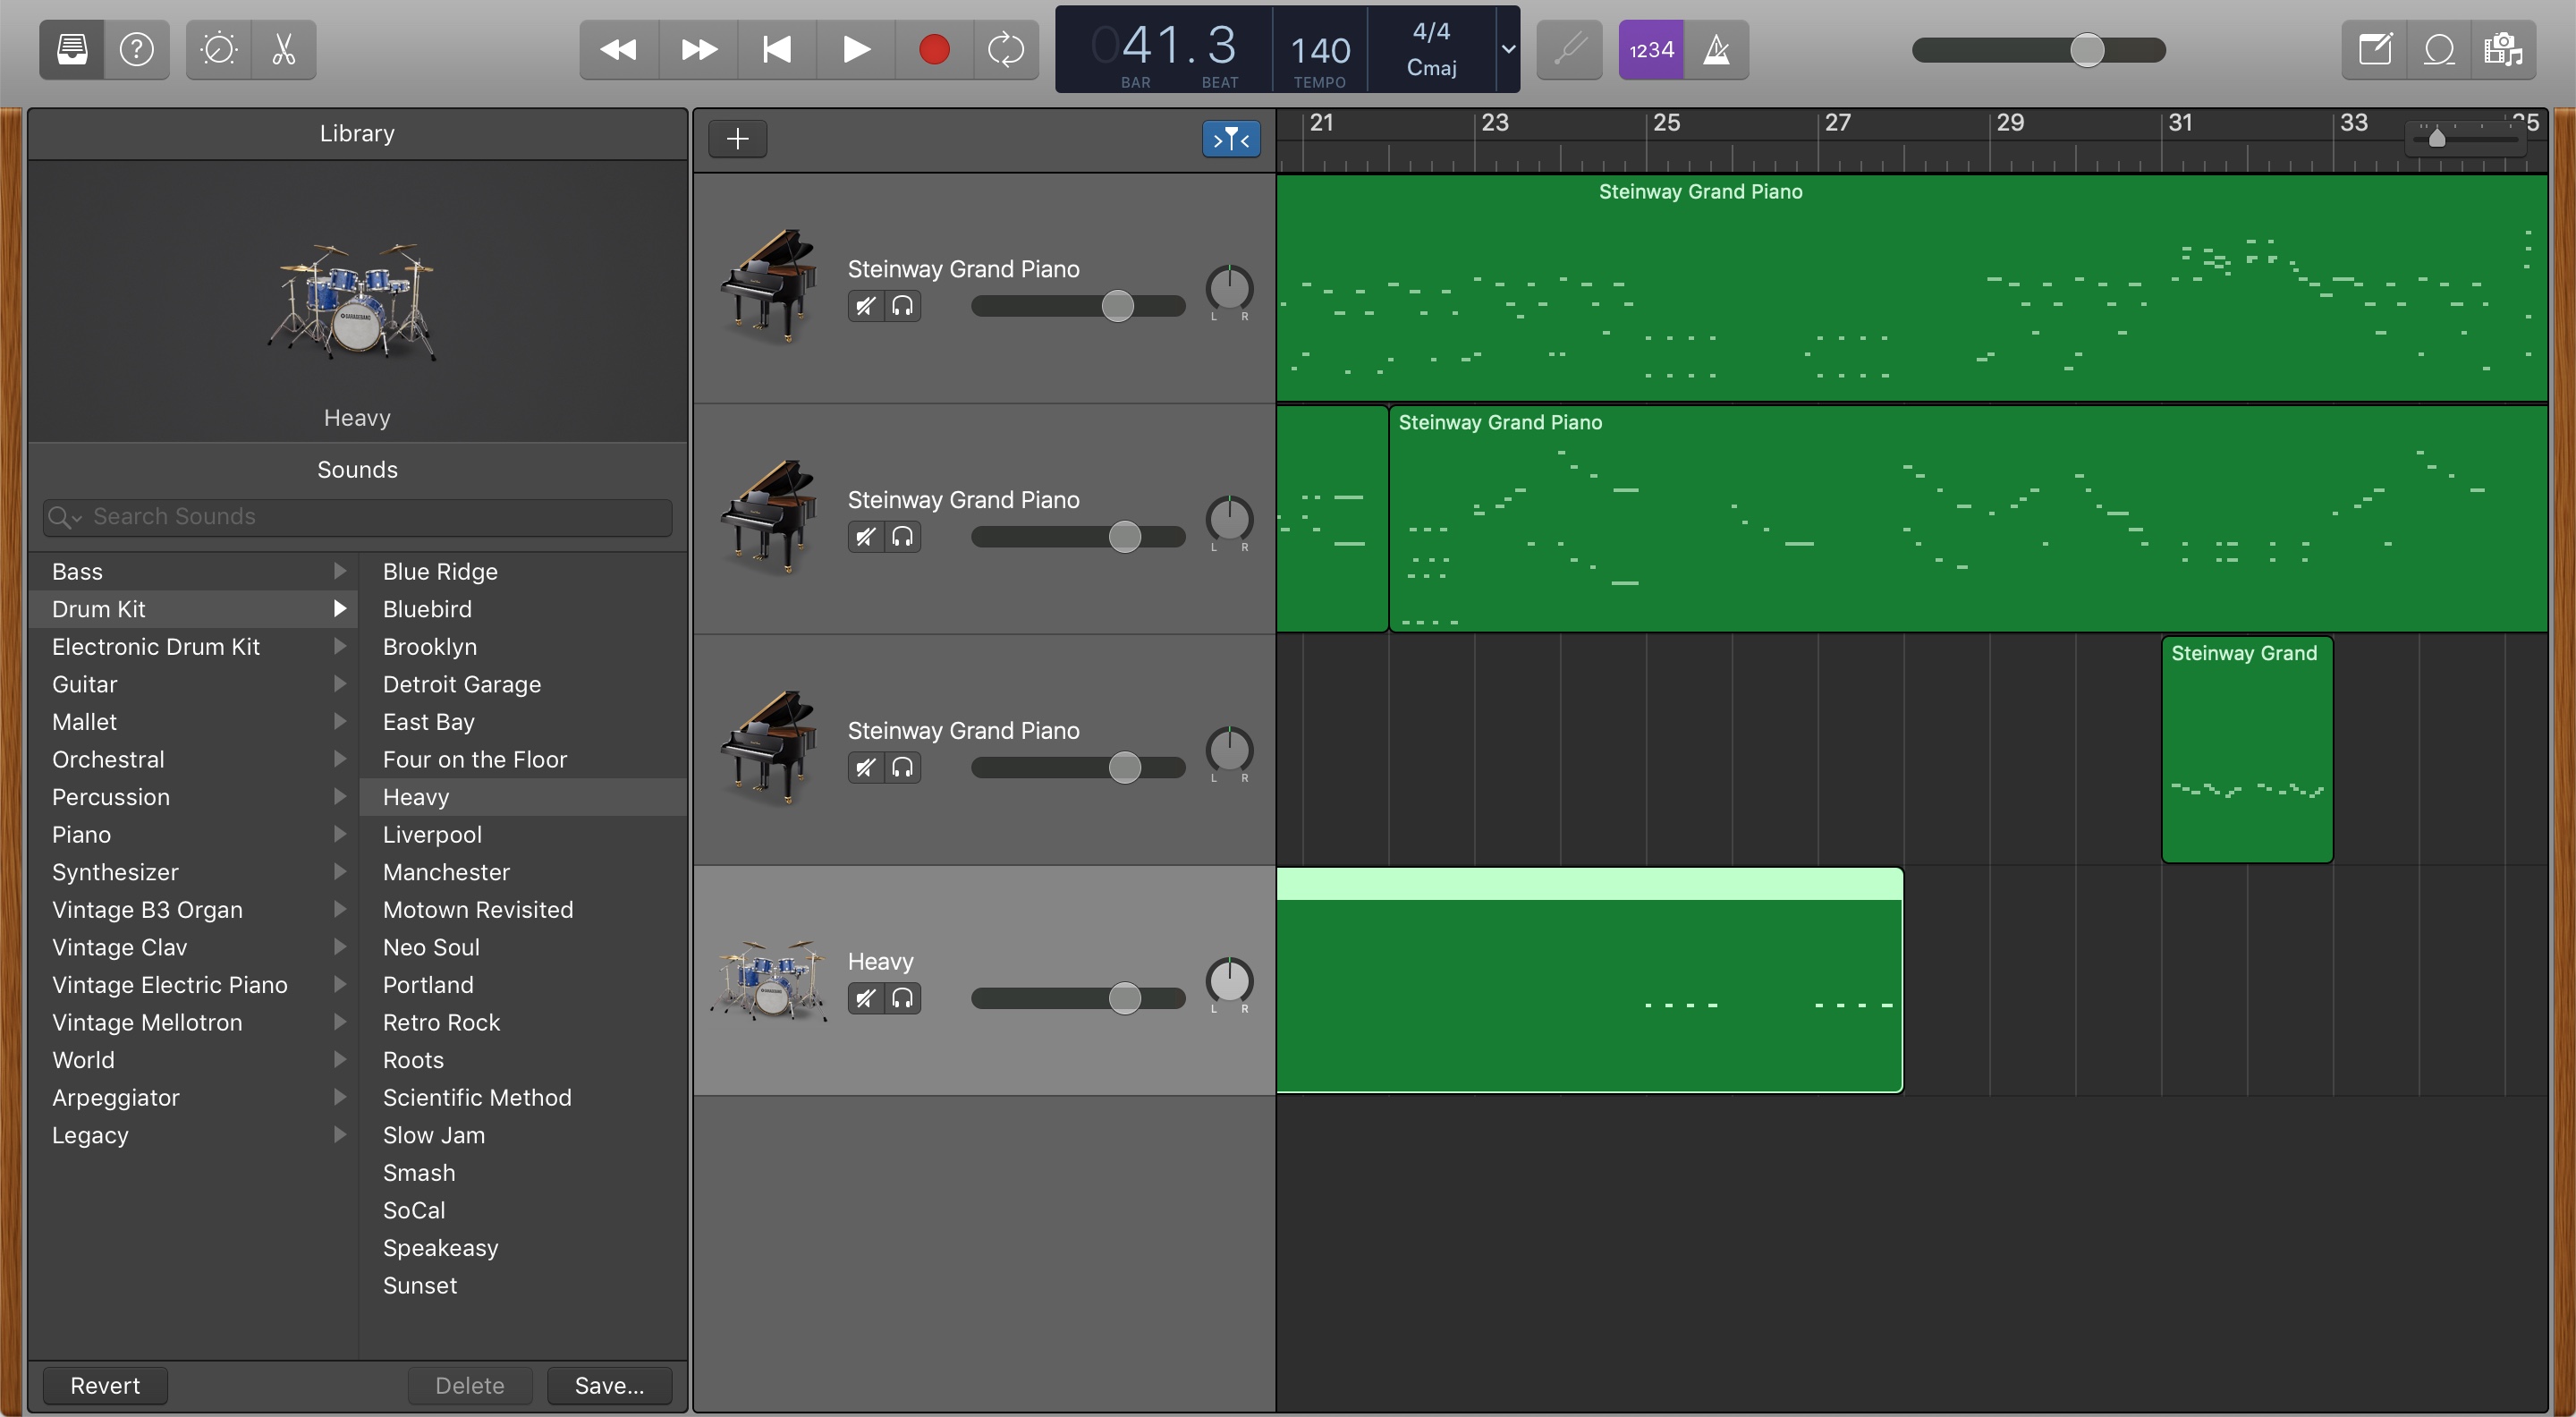 041.3
BAR
BEAT
140
TEMPO
4/4
Cmaj
1234
Library
Heavy
Sounds
Search Sounds
Bass
Drum Kit
Electronic Drum Kit
Guitar
Mallet
Orchestral
Percussion
Piano
Synthesizer
Vintage B3 Organ
Vintage Clav
Vintage Electric Piano
Vintage Mellotron
World
Arpeggiator
Legacy
Blue Ridge
Bluebird
Brooklyn
Detroit Garage
East Bay
Four on the Floor
Heavy
Liverpool
Manchester
Motown Revisited
Neo Soul
Portland
Retro Rock
Roots
Scientific Method
Slow Jam
Smash
SoCal
Speakeasy
Sunset
Revert
Delete
Save...
21 23 25 27 29 31 33 35
Steinway Grand Piano
L R
Steinway Grand Piano
Steinway Grand Piano
L R
Steinway Grand Piano
Steinway Grand Piano
L R
Steinway Grand
Heavy
L R